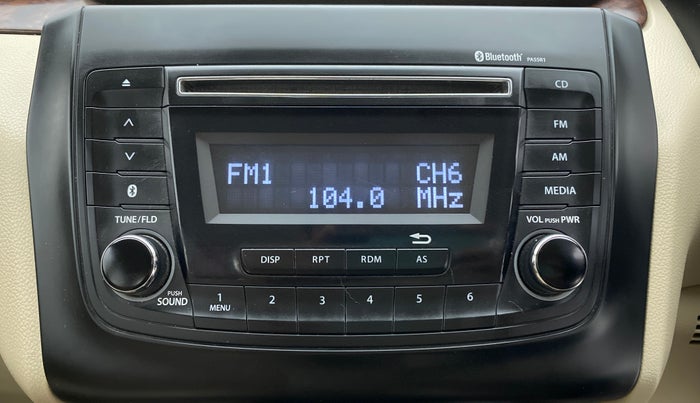 Bluetooth® PA55R1
CD
FM
AM
MEDIA
FM1 CH6
104.0 MHz
TUNE/FLD
VOL PUSH PWR
DISP RPT RDM AS
PUSH
SOUND
1 2 3 4 5 6
MENU